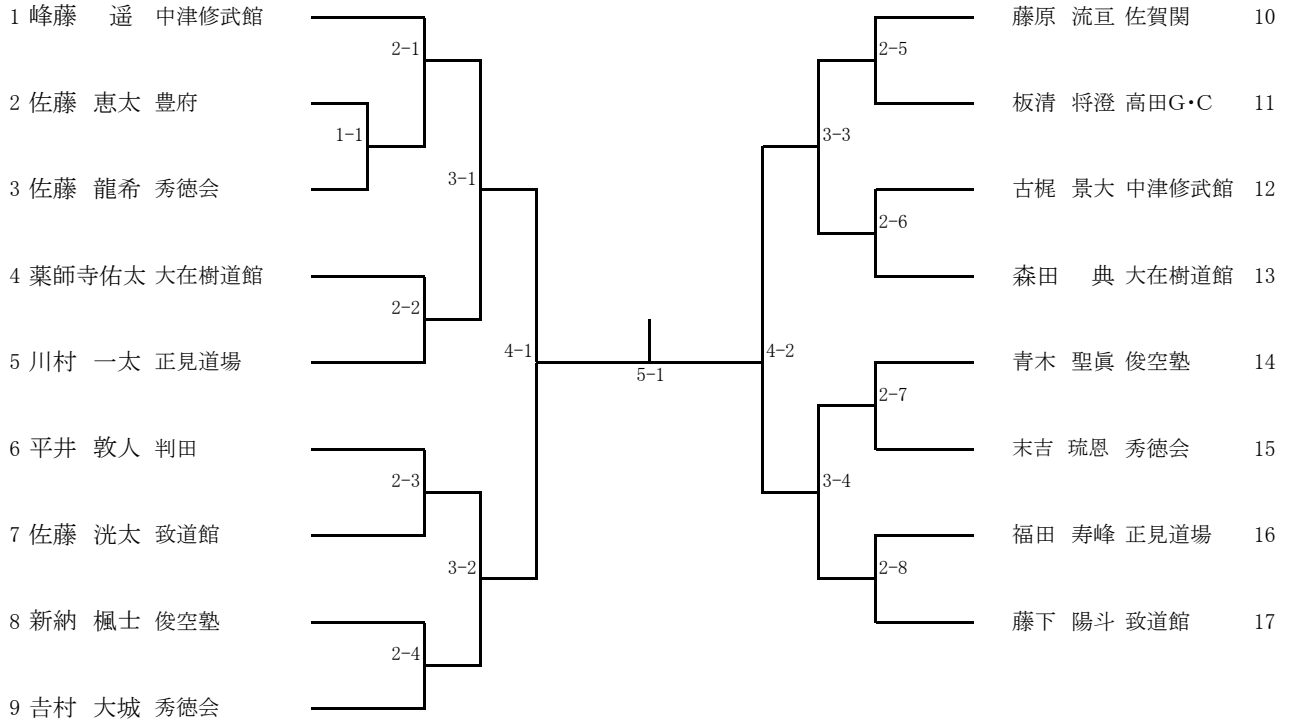 1 峰藤　遥 中津修武館
2-1
2 佐藤 恵太 豊府
1-1
3 佐藤 龍希 秀徳会
3-1
4 薬師寺佑太 大在樹道館
2-2
5 川村 一太 正見道場
4-1
6 平井 敦人 判田
2-3
7 佐藤 洸太 致道館
3-2
8 新納 楓士 俊空塾
2-4
9 𠮷村 大城 秀徳会
5-1
藤原 流亘 佐賀関 10
2-5
板清 将澄 高田G・C 11
3-3
古梶 景大 中津修武館 12
2-6
森田　典 大在樹道館 13
4-2
青木 聖眞 俊空塾 14
2-7
末吉 琉恩 秀徳会 15
3-4
福田 寿峰 正見道場 16
2-8
藤下 陽斗 致道館 17